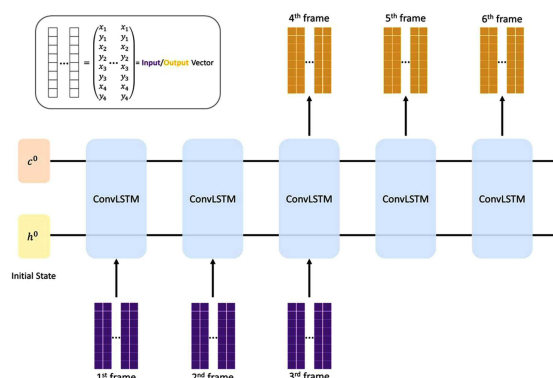 4th frame
5th frame
6th frame
x1 x1
y1 y1
x2 x2
y2 ... y2
x3 x3
y3 y3
x4 x4
y4 y4
...
=
= Input/Output Vector
...
...
...
c⁰
ConvLSTM
ConvLSTM
ConvLSTM
ConvLSTM
ConvLSTM
h⁰
Initial State
...
...
...
1st frame
2nd frame
3rd frame